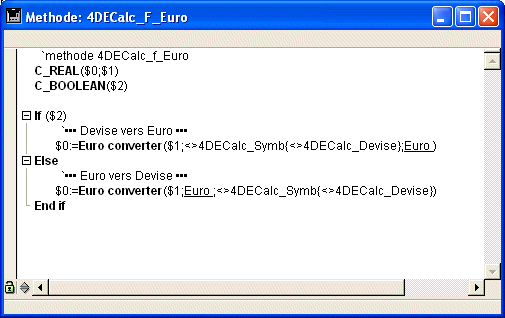 Methode: 4DECalc_F_Euro
`methode 4DECalc_f_Euro
C_REAL($0;$1)
C_BOOLEAN($2)
If ($2)
`••• Devise vers Euro •••
$0:=Euro converter($1;<>4DECalc_Symb{<>4DECalc_Devise};Euro )
Else
`••• Euro vers Devise •••
$0:=Euro converter($1;Euro ;<>4DECalc_Symb{<>4DECalc_Devise})
End if